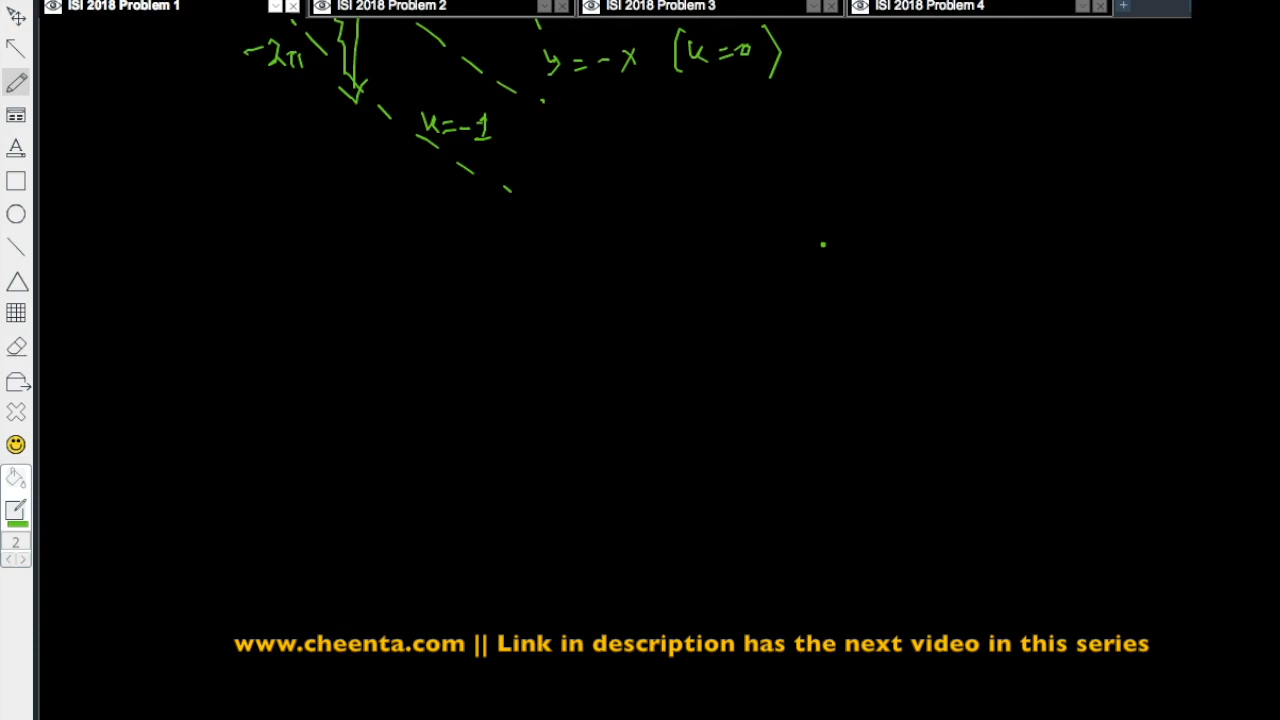 ISI 2018 Problem 1
ISI 2018 Problem 2
ISI 2018 Problem 3
ISI 2018 Problem 4
-2π
y = -x (k=0)
k=-1
2
www.cheenta.com || Link in description has the next video in this series